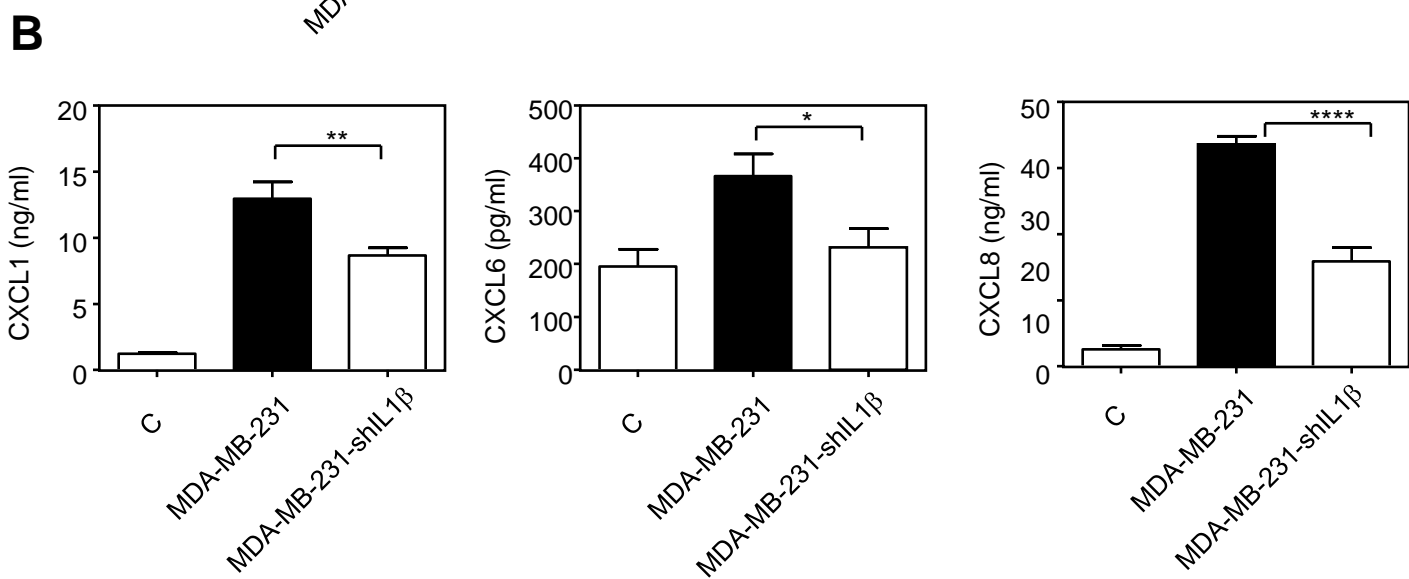 MDA
B
CXCL1 (ng/ml)
20
15
10
5
0
**
C
MDA-MB-231
MDA-MB-231-shIL1β
CXCL6 (pg/ml)
500
400
300
200
100
0
*
C
MDA-MB-231
MDA-MB-231-shIL1β
CXCL8 (ng/ml)
50
40
30
20
10
0
****
C
MDA-MB-231
MDA-MB-231-shIL1β